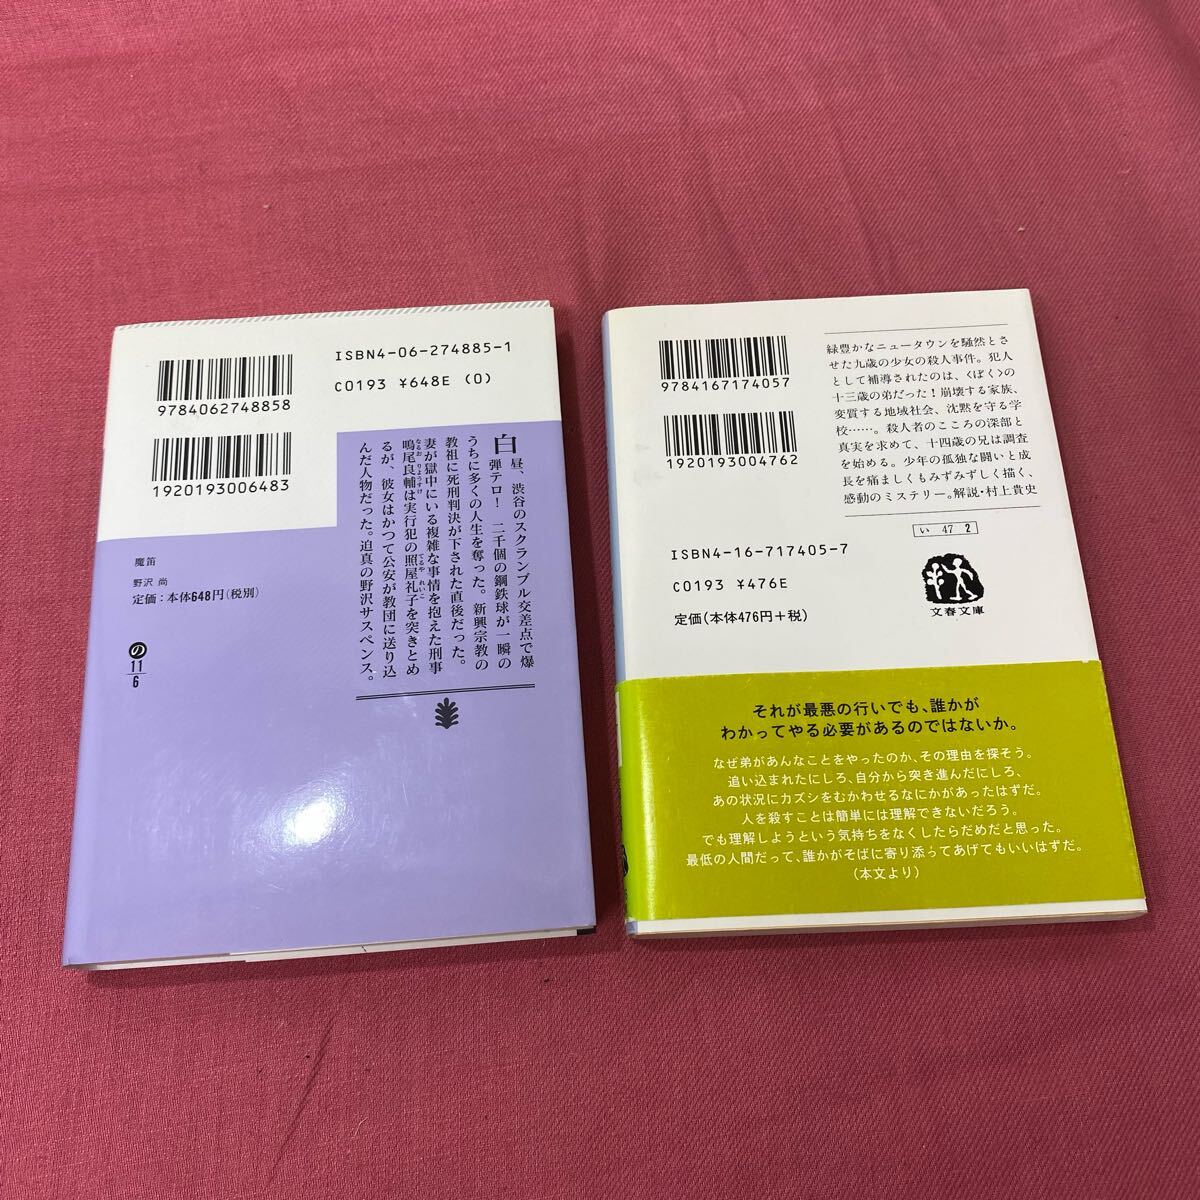 ISBN4-06-274885-1
C0193 ¥648E (0)
9784062748858
1920193006483
白昼、渋谷のスクランブル交差点で爆
弾テロ! 二千個の鋼鉄球が一瞬の
うちに多くの人生を奪った。新興宗教の
教祖に死刑判決が下された直後だった。
妻が獄中にいる複雑な事情を抱えた刑事
鳴尾良輔は実行犯の照屋礼子を突きとめ
なるお りょうすけ
てるや れいこ
るが、彼女はかつて公安が教団に送り込
んだ人物だった。迫真の野沢サスペンス。
魔笛
野沢 尚
定価:本体648円(税別)
の
11
6
9784167174057
1920193004762
緑豊かなニュータウンを騒然とさ
せた九歳の少女の殺人事件。犯人
として補導されたのは、〈ぼく〉の
十三歳の弟だった!崩壊する家族、
変質する地域社会、沈黙を守る学
校……。殺人者のこころの深部と
真実を求めて、十四歳の兄は調査
を始める。少年の孤独な闘いと成
長を痛ましくもみずみずしく描く、
感動のミステリー。解説・村上貴史
い 47 2
ISBN4-16-717405-7
C0193 ¥476E
定価(本体476円+税)
文春文庫
それが最悪の行いでも、誰かが
わかってやる必要があるのではないか。
なぜ弟があんなことをやったのか、その理由を探そう。
追い込まれたにしろ、自分から突き進んだにしろ、
あの状況にカズシをむかわせるなにかがあったはずだ。
人を殺すことは簡単には理解できないだろう。
でも理解しようという気持ちをなくしたらだめだと思った。
最低の人間だって、誰かがそばに寄り添ってあげてもいいはずだ。
(本文より)